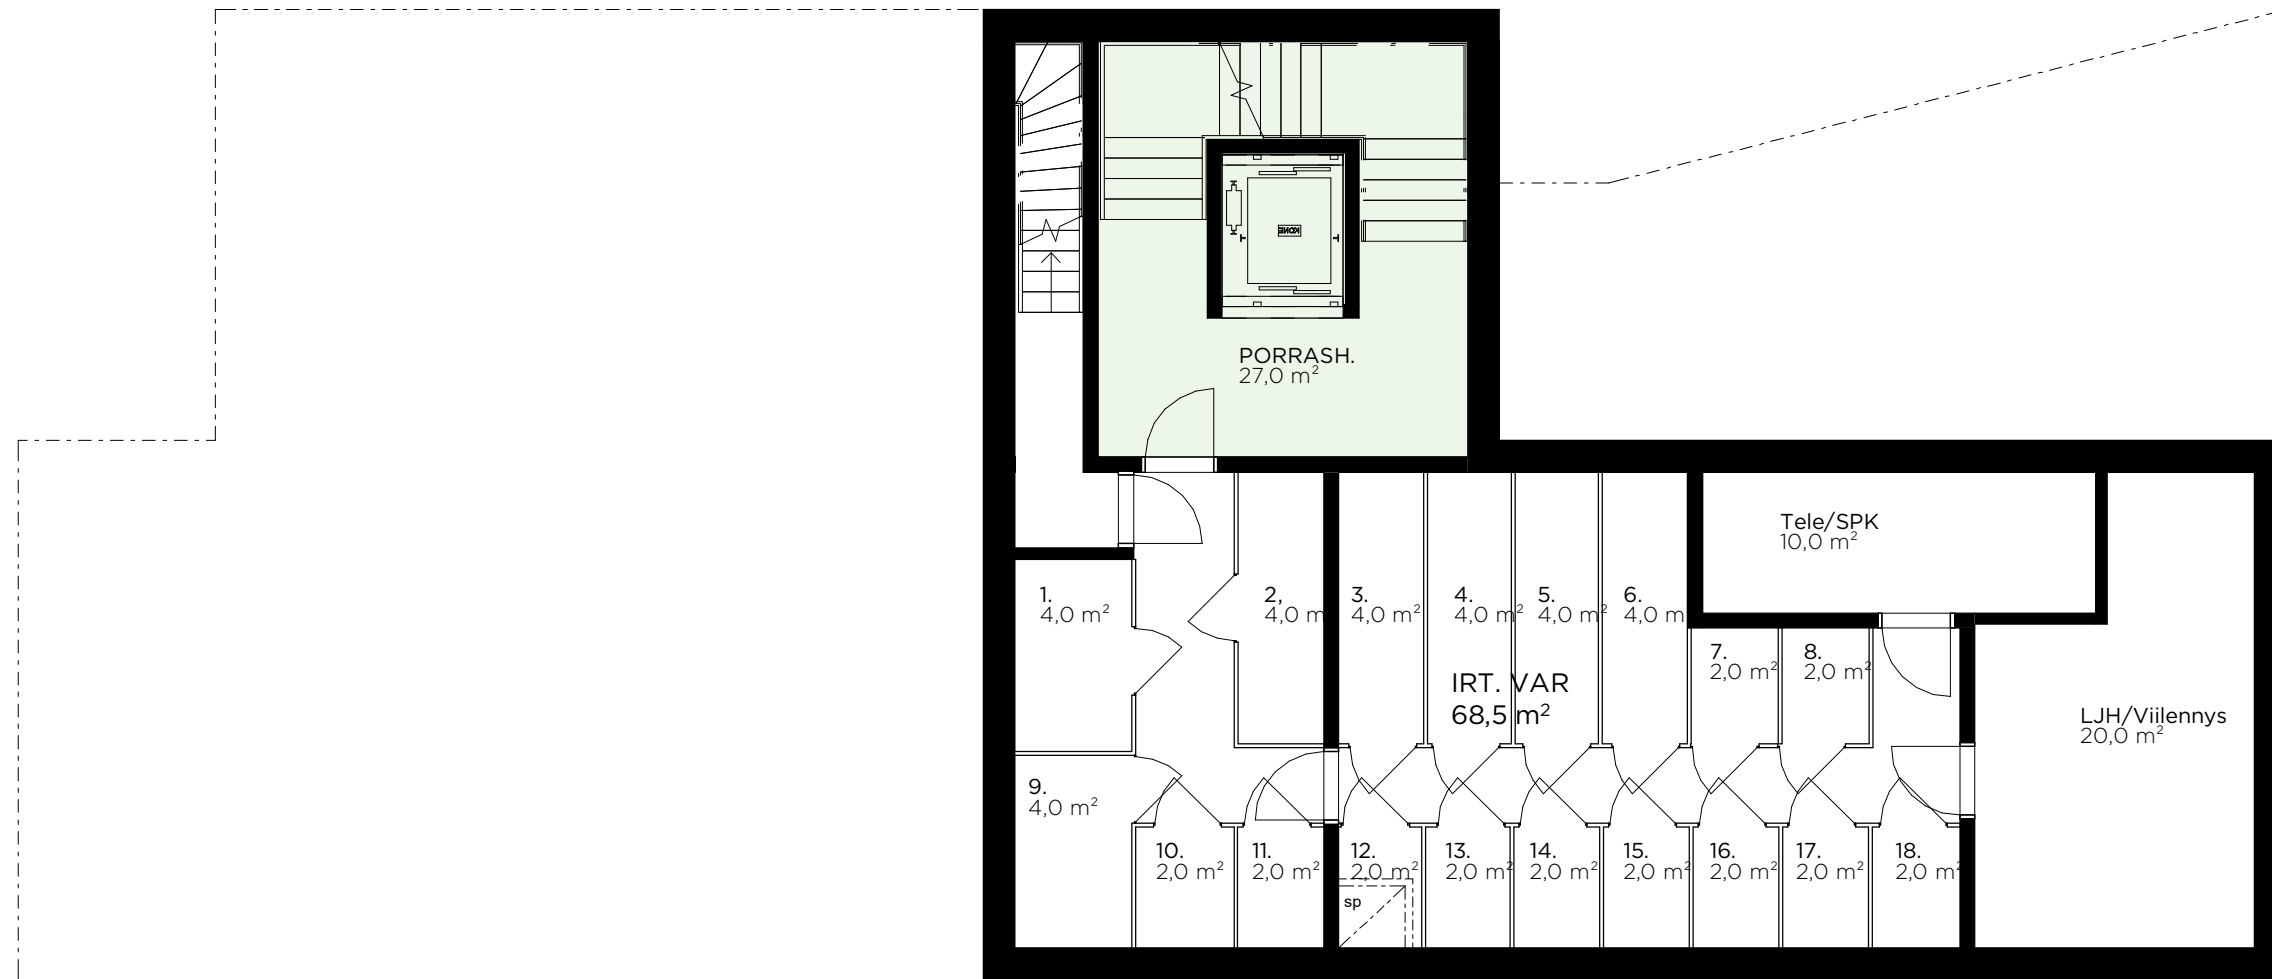 KONE
PORRASH.
27,0 m²
Tele/SPK
10,0 m²
1.
4,0 m²
2,
4,0 m
3.
4,0 m²
4.
4,0 m²
5.
4,0 m²
6.
4,0 m²
7.
2,0 m²
8.
2,0 m²
IRT. VAR
68,5 m²
LJH/Viilennys
20,0 m²
9.
4,0 m²
10.
2,0 m²
11.
2,0 m²
12.
2,0 m²
13.
2,0 m²
14.
2,0 m²
15.
2,0 m²
16.
2,0 m²
17.
2,0 m²
18.
2,0 m²
sp